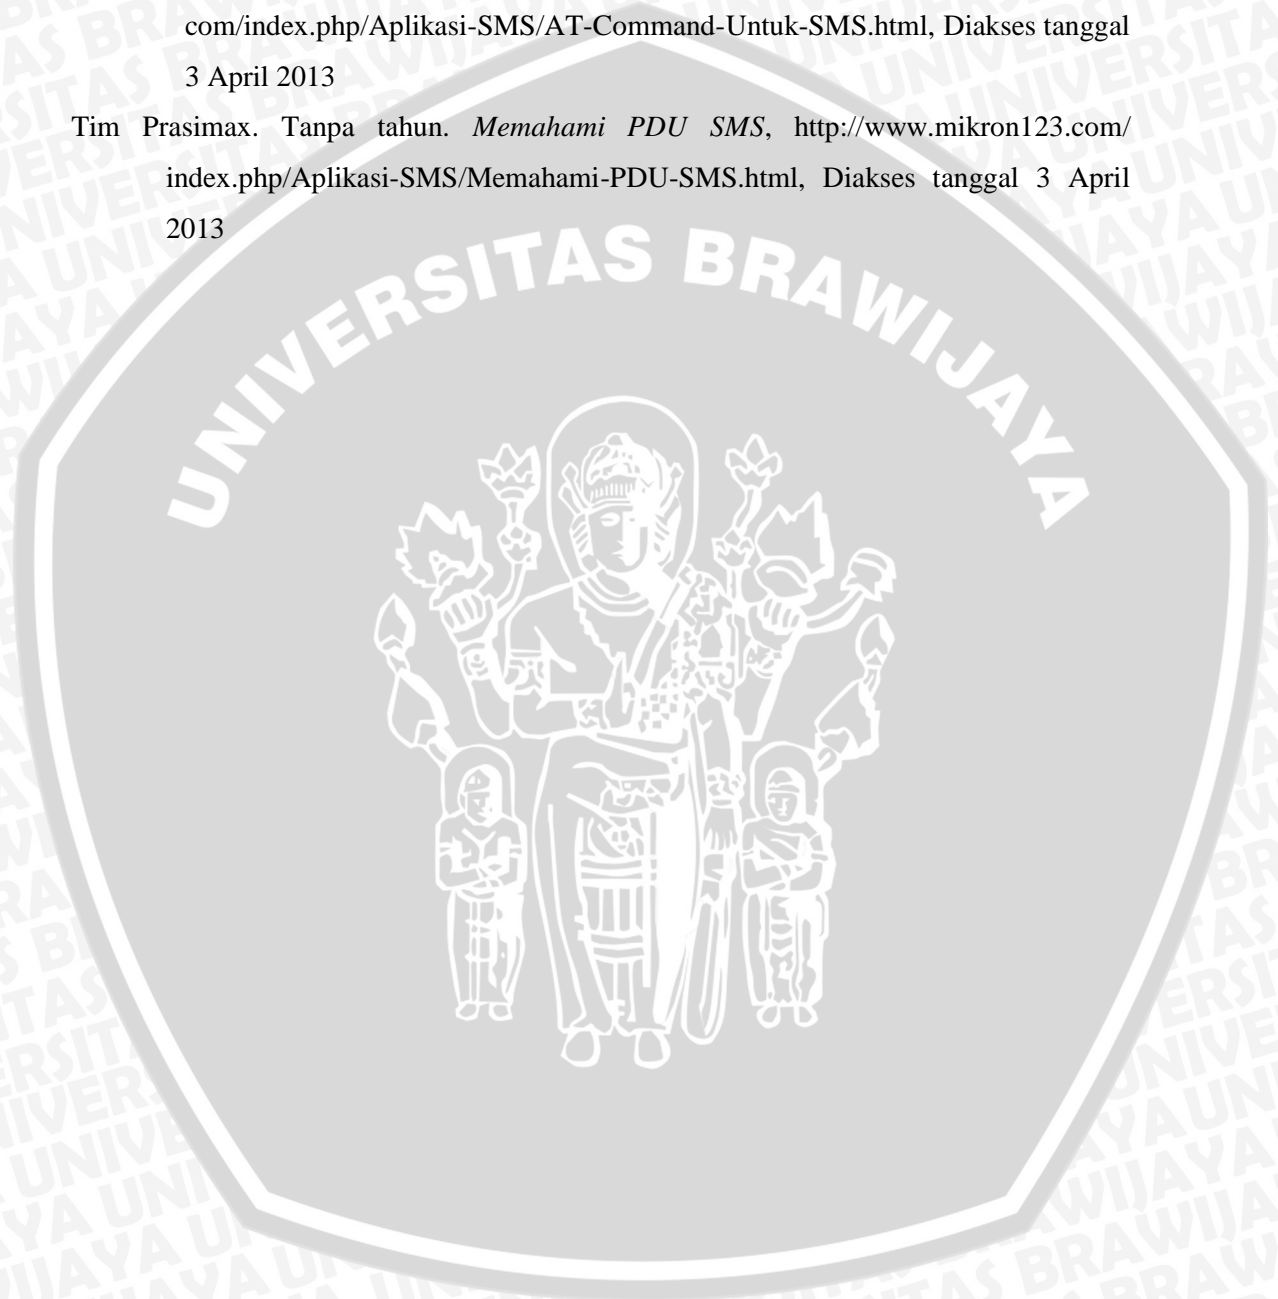 com/index.php/Aplikasi-SMS/AT-Command-Untuk-SMS.html, Diakses tanggal
3 April 2013
Tim Prasimax. Tanpa tahun. Memahami PDU SMS, http://www.mikron123.com/
index.php/Aplikasi-SMS/Memahami-PDU-SMS.html, Diakses tanggal 3 April
2013
UNIVERSITAS BRAWIJAYA